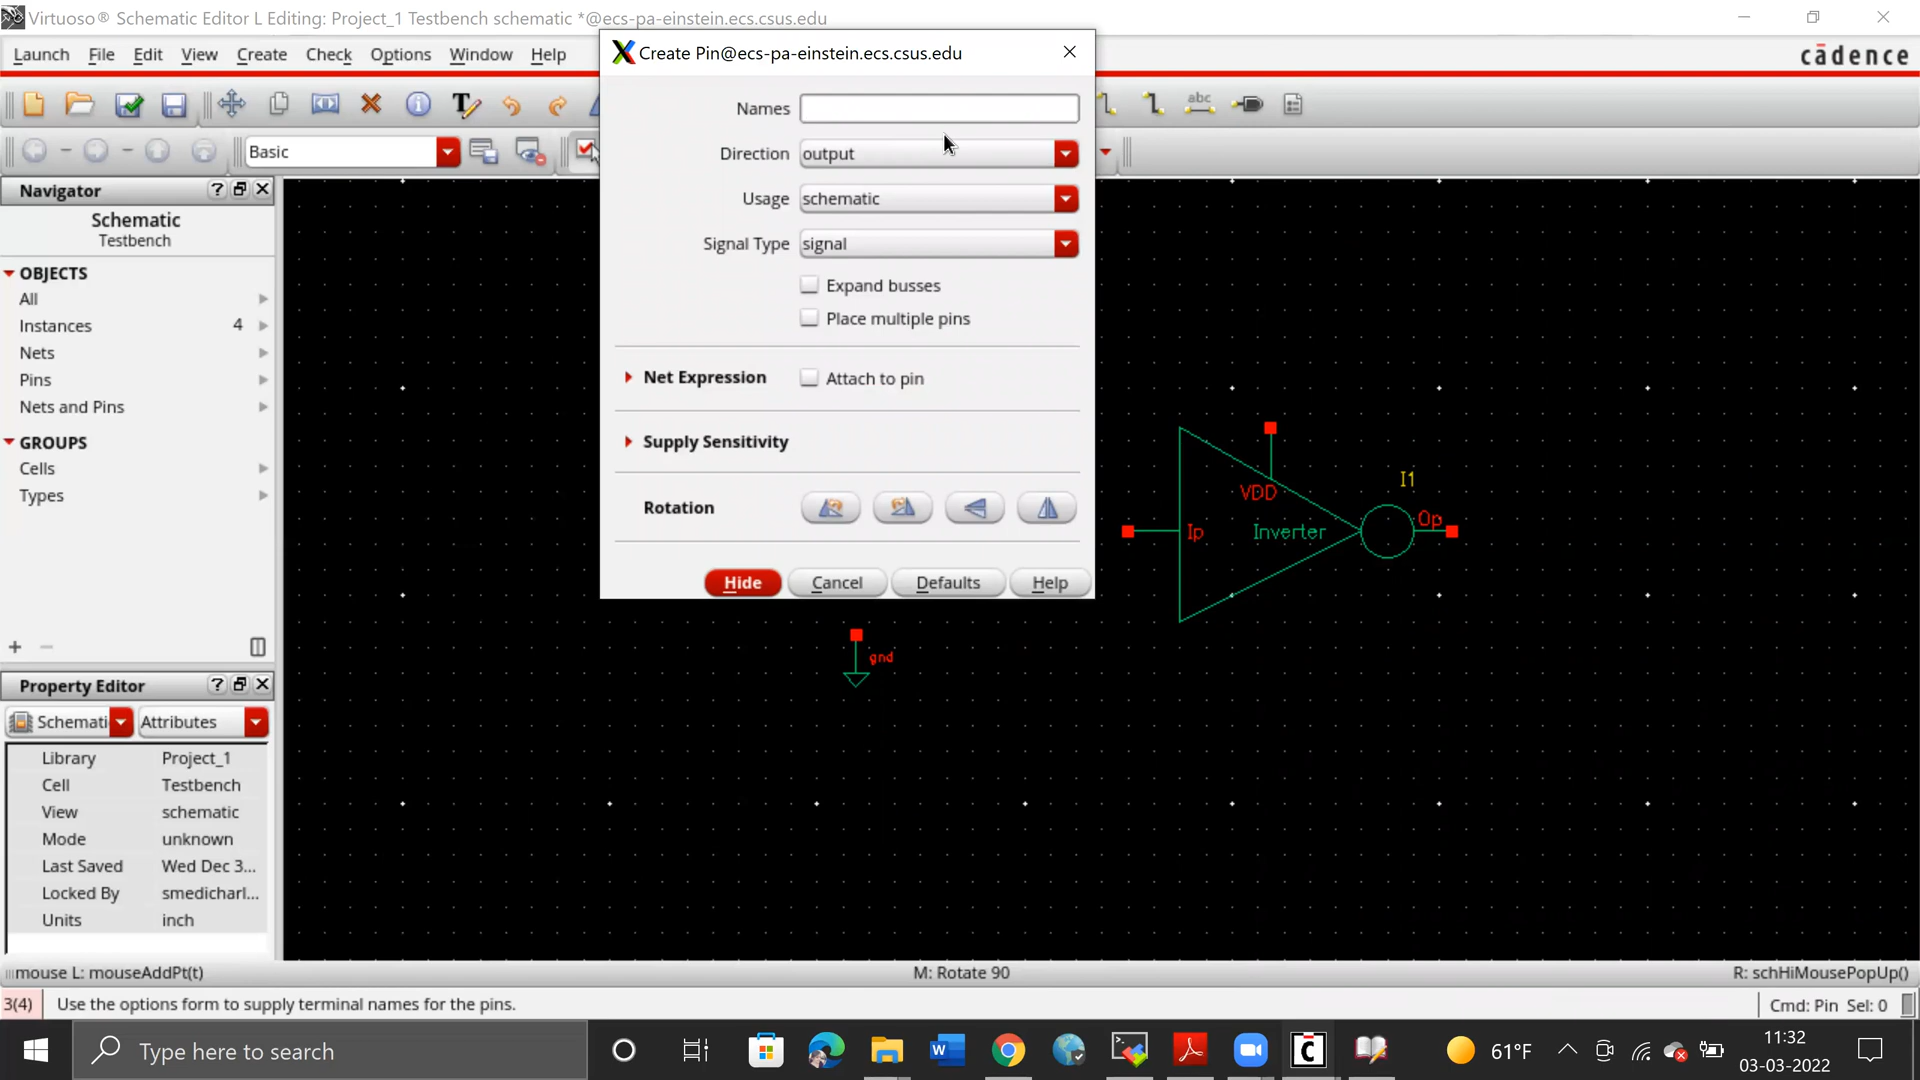 Virtuoso® Schematic Editor L Editing: Project_1 Testbench schematic *@ecs-pa-einstein.ecs.csus.edu
Launch File Edit View Create Check Options Window Help
cādence
abc
Basic
Create Pin@ecs-pa-einstein.ecs.csus.edu
Names
Direction output
Usage schematic
Signal Type signal
Expand busses
Place multiple pins
Net Expression Attach to pin
Supply Sensitivity
Rotation
Hide Cancel Defaults Help
Navigator
Schematic
Testbench
OBJECTS
All
Instances 4
Nets
Pins
Nets and Pins
GROUPS
Cells
Types
Property Editor
Schemati Attributes
Library Project_1
Cell Testbench
View schematic
Mode unknown
Last Saved Wed Dec 3...
Locked By smedicharl...
Units inch
I1
VDD
Ip
Inverter
Op
gnd
mouse L: mouseAddPt(t) M: Rotate 90 R: schHiMousePopUp()
3(4) Use the options form to supply terminal names for the pins. Cmd: Pin Sel: 0
Type here to search
61°F
11:32
03-03-2022